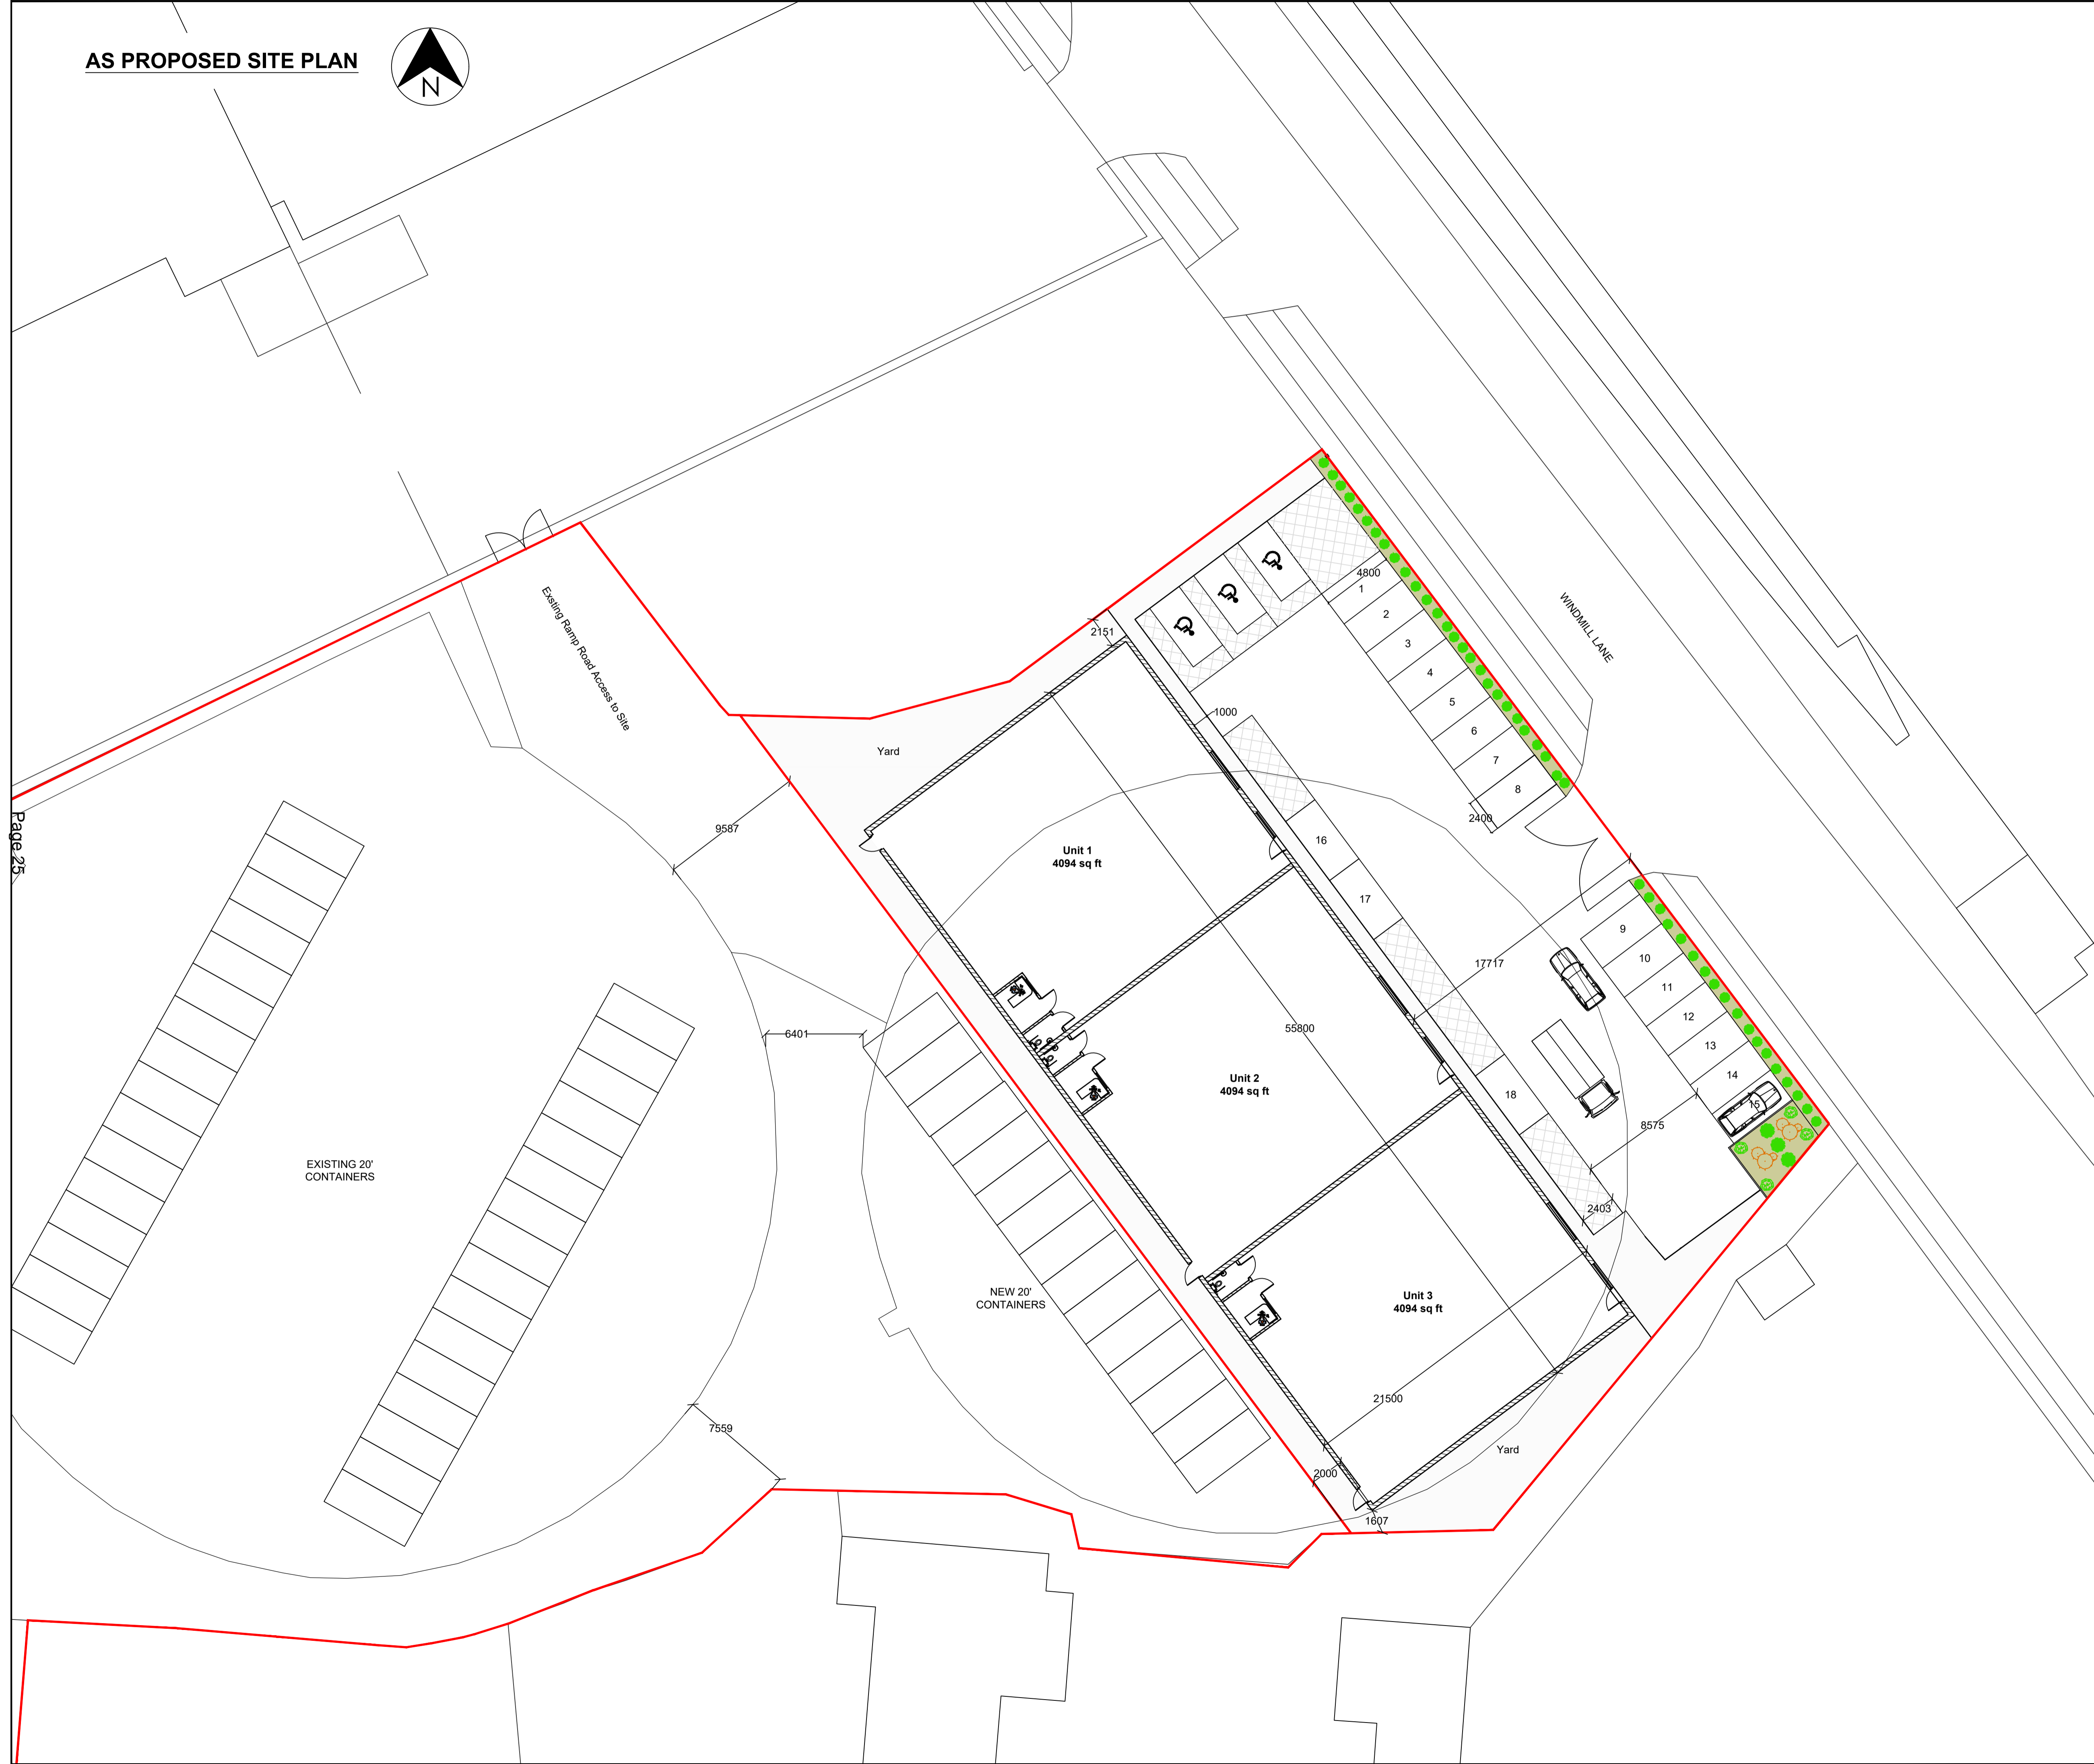 AS PROPOSED SITE PLAN
N
Exsting Ramp Road Access to Site
WINDMILL LANE
4800
1
2
3
4
5
6
7
8
2400
2151
1000
Yard
9587
Page 25
Unit 1
4094 sq ft
16
17
9
10
11
12
13
14
15
17717
6401
55800
Unit 2
4094 sq ft
18
8575
EXISTING 20'
CONTAINERS
2403
NEW 20'
CONTAINERS
Unit 3
4094 sq ft
21500
7559
Yard
2000
1607